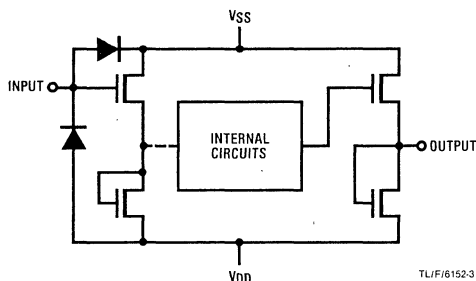 VSS
INPUT
INTERNAL
CIRCUITS
OUTPUT
VDD
TL/F/6152-3